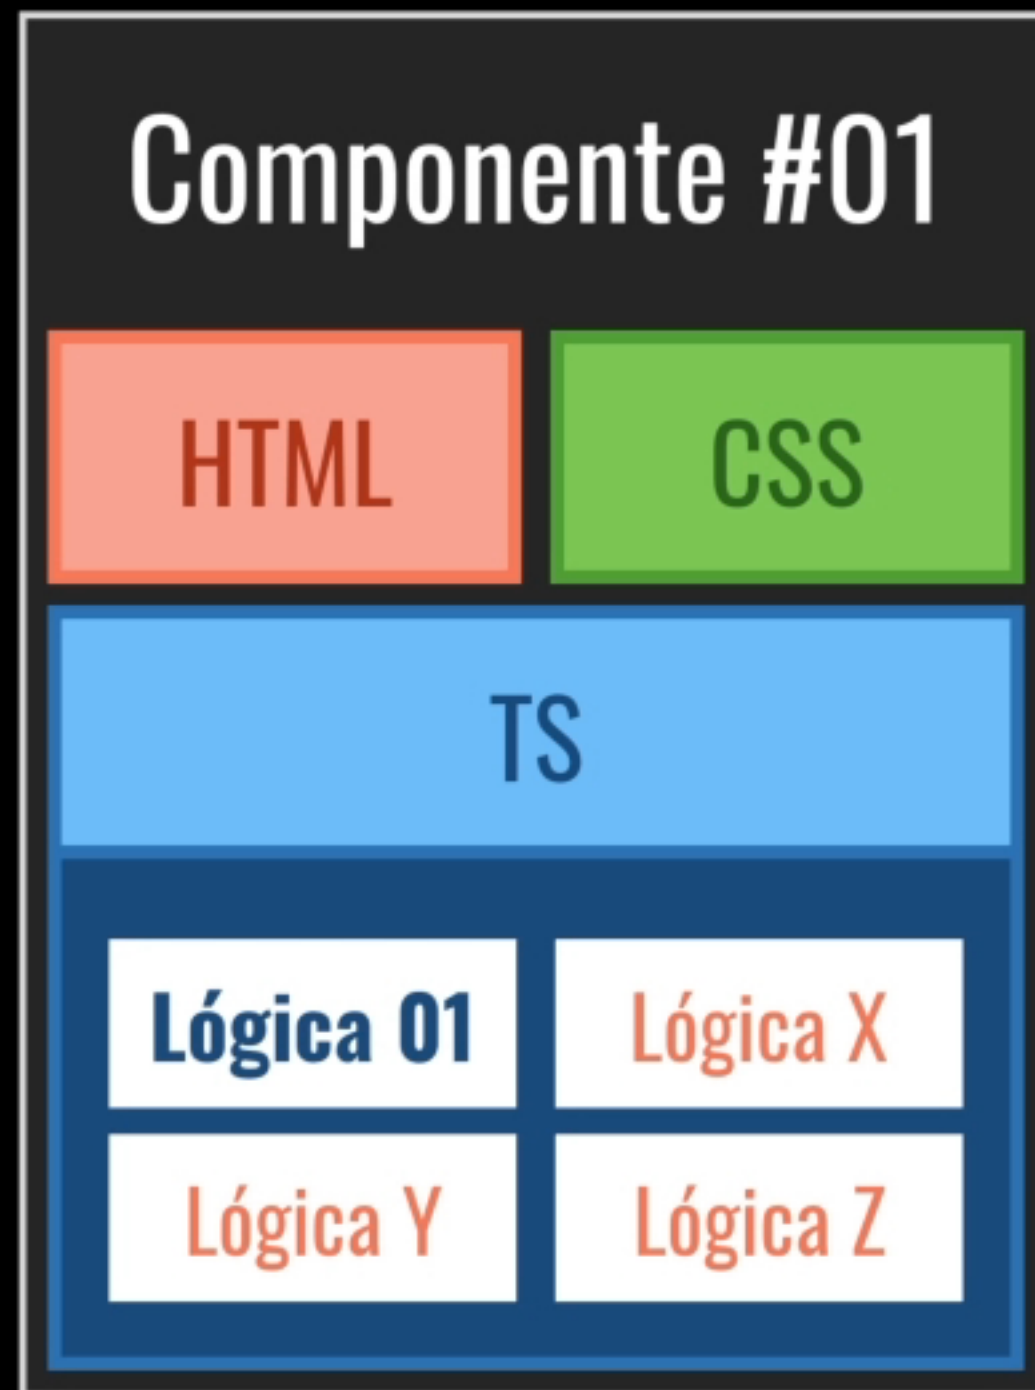 Componente #01
HTML
CSS
TS
Lógica 01
Lógica X
Lógica Y
Lógica Z